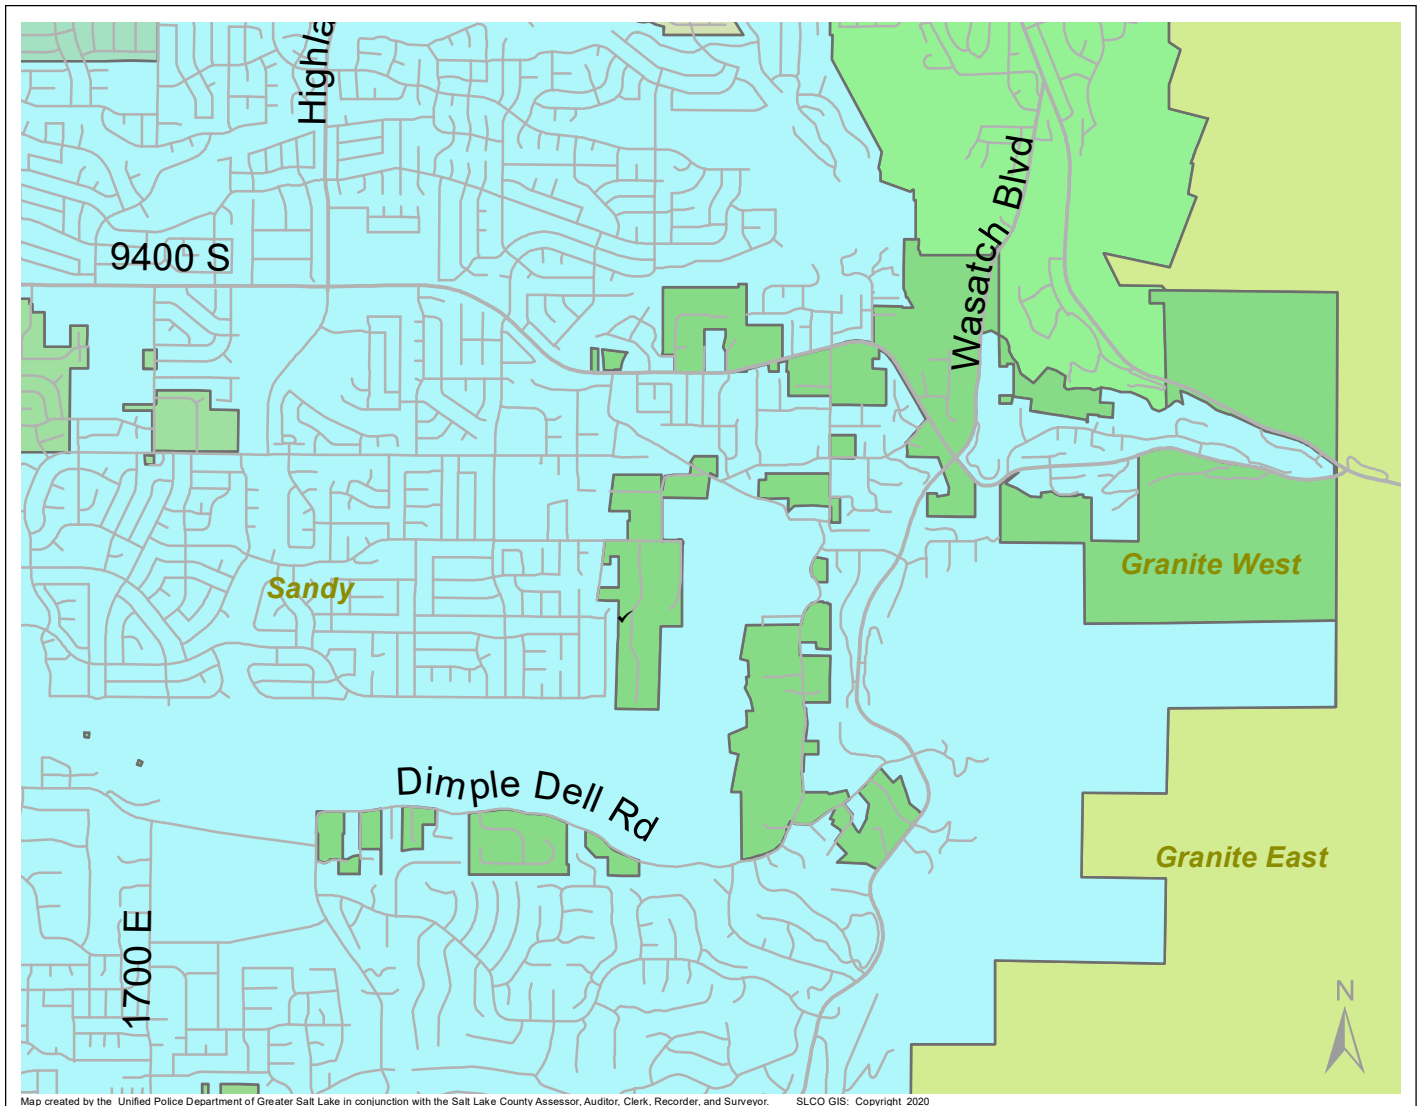 Highla
Wasatch Blvd
9400 S
Granite West
Sandy
Dimple Dell Rd
Granite East
1700 E
N
Map created by the Unified Police Department of Greater Salt Lake in conjunction with the Salt Lake County Assessor, Auditor, Clerk, Recorder, and Surveyor. SLCO GIS: Copyright 2020